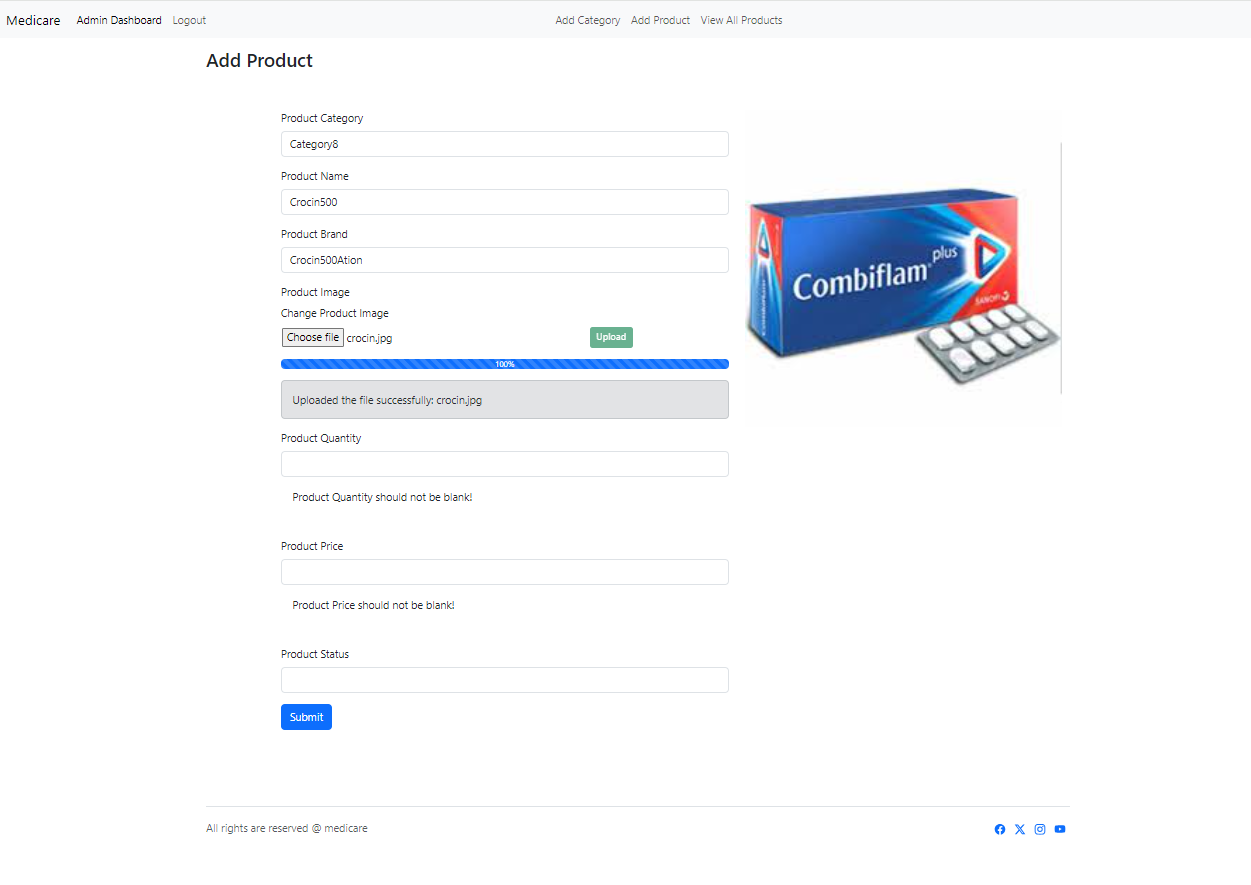 Medicare Admin Dashboard Logout Add Category Add Product View All Products
Add Product
Product Category
Category8
Product Name
Crocin500
Product Brand
Crocin500Ation
Product Image
Change Product Image
Choose file crocin.jpg Upload
100%
Uploaded the file successfully: crocin.jpg
Product Quantity
Product Quantity should not be blank!
Product Price
Product Price should not be blank!
Product Status
Submit
Combiflam plus
SANOFI
Combiflam
All rights are reserved @ medicare